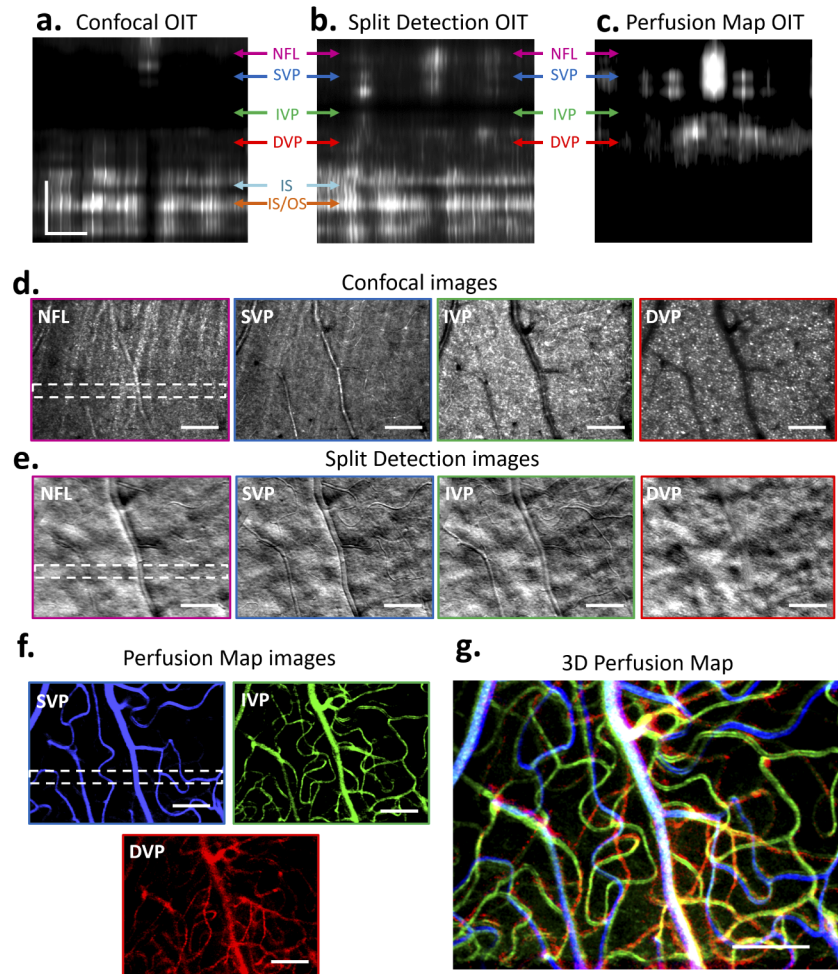 a. Confocal OIT
b. Split Detection OIT
c. Perfusion Map OIT
NFL NFL
SVP SVP
IVP IVP
DVP DVP
IS
IS/OS
d. Confocal images
NFL SVP IVP DVP
e. Split Detection images
NFL SVP IVP DVP
f. Perfusion Map images
SVP IVP
DVP
g. 3D Perfusion Map